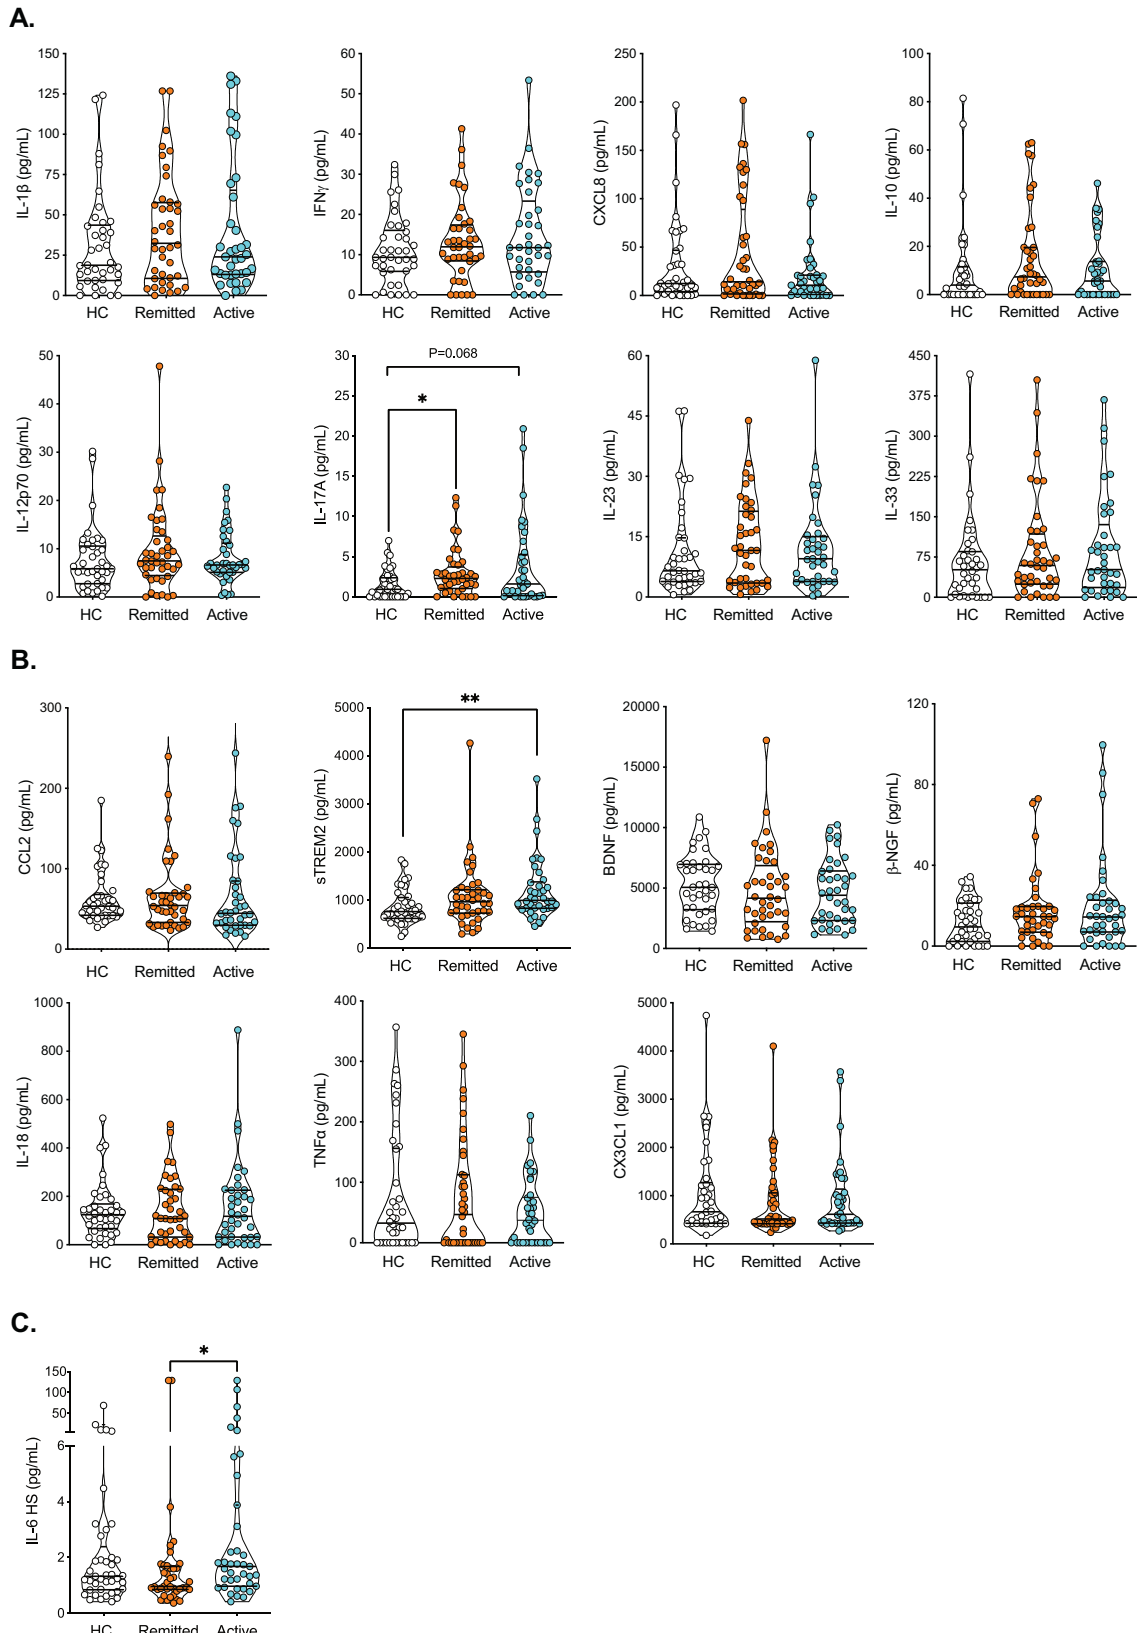 A.
IL-1β (pg/mL)
150
125
100
75
50
25
0
HC Remitted Active
IFNγ (pg/mL)
60
50
40
30
20
10
0
HC Remitted Active
CXCL8 (pg/mL)
250
200
150
100
50
0
HC Remitted Active
IL-10 (pg/mL)
100
80
60
40
20
0
HC Remitted Active
IL-12p70 (pg/mL)
50
40
30
20
10
0
HC Remitted Active
IL-17A (pg/mL)
30
25
20
15
10
5
0
P=0.068
*
HC Remitted Active
IL-23 (pg/mL)
60
45
30
15
0
HC Remitted Active
IL-33 (pg/mL)
450
375
300
225
150
75
0
HC Remitted Active
B.
CCL2 (pg/mL)
300
200
100
0
HC Remitted Active
sTREM2 (pg/mL)
5000
4000
3000
2000
1000
0
**
HC Remitted Active
BDNF (pg/mL)
20000
15000
10000
5000
0
HC Remitted Active
β-NGF (pg/mL)
120
80
40
0
HC Remitted Active
IL-18 (pg/mL)
1000
800
600
400
200
0
HC Remitted Active
TNFα (pg/mL)
400
300
200
100
0
HC Remitted Active
CX3CL1 (pg/mL)
5000
4000
3000
2000
1000
0
HC Remitted Active
C.
IL-6 HS (pg/mL)
150
100
50
6
4
2
0
*
HC Remitted Active